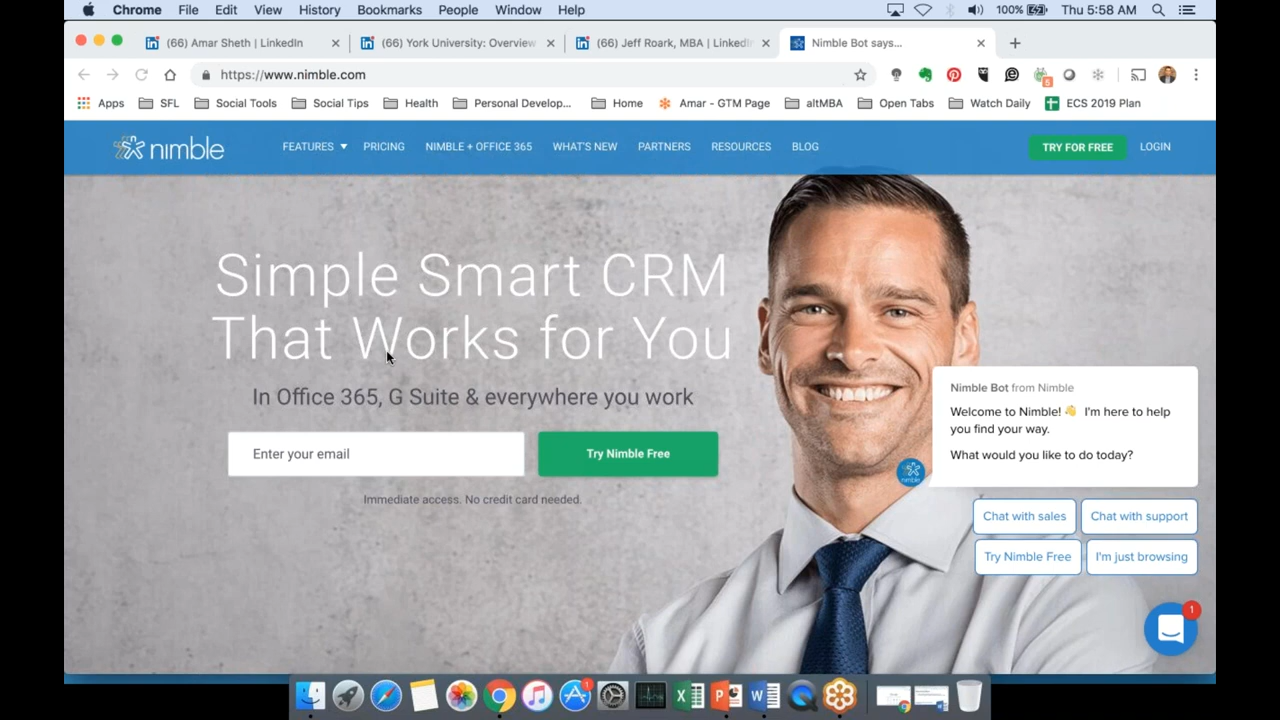 Chrome File Edit View History Bookmarks People Window Help 100% Thu 5:58 AM
(66) Amar Sheth | LinkedIn (66) York University: Overview (66) Jeff Roark, MBA | LinkedIn Nimble Bot says...
https://www.nimble.com
5
Apps SFL Social Tools Social Tips Health Personal Develop... Home Amar - GTM Page altMBA Open Tabs Watch Daily ECS 2019 Plan
nimble FEATURES PRICING NIMBLE + OFFICE 365 WHAT'S NEW PARTNERS RESOURCES BLOG TRY FOR FREE LOGIN
Simple Smart CRM
That Works for You
In Office 365, G Suite & everywhere you work
Enter your email Try Nimble Free
Immediate access. No credit card needed.
Nimble Bot from Nimble
Welcome to Nimble! 👋 I'm here to help
you find your way.
What would you like to do today?
nimble
Chat with sales Chat with support
Try Nimble Free I'm just browsing
1
1